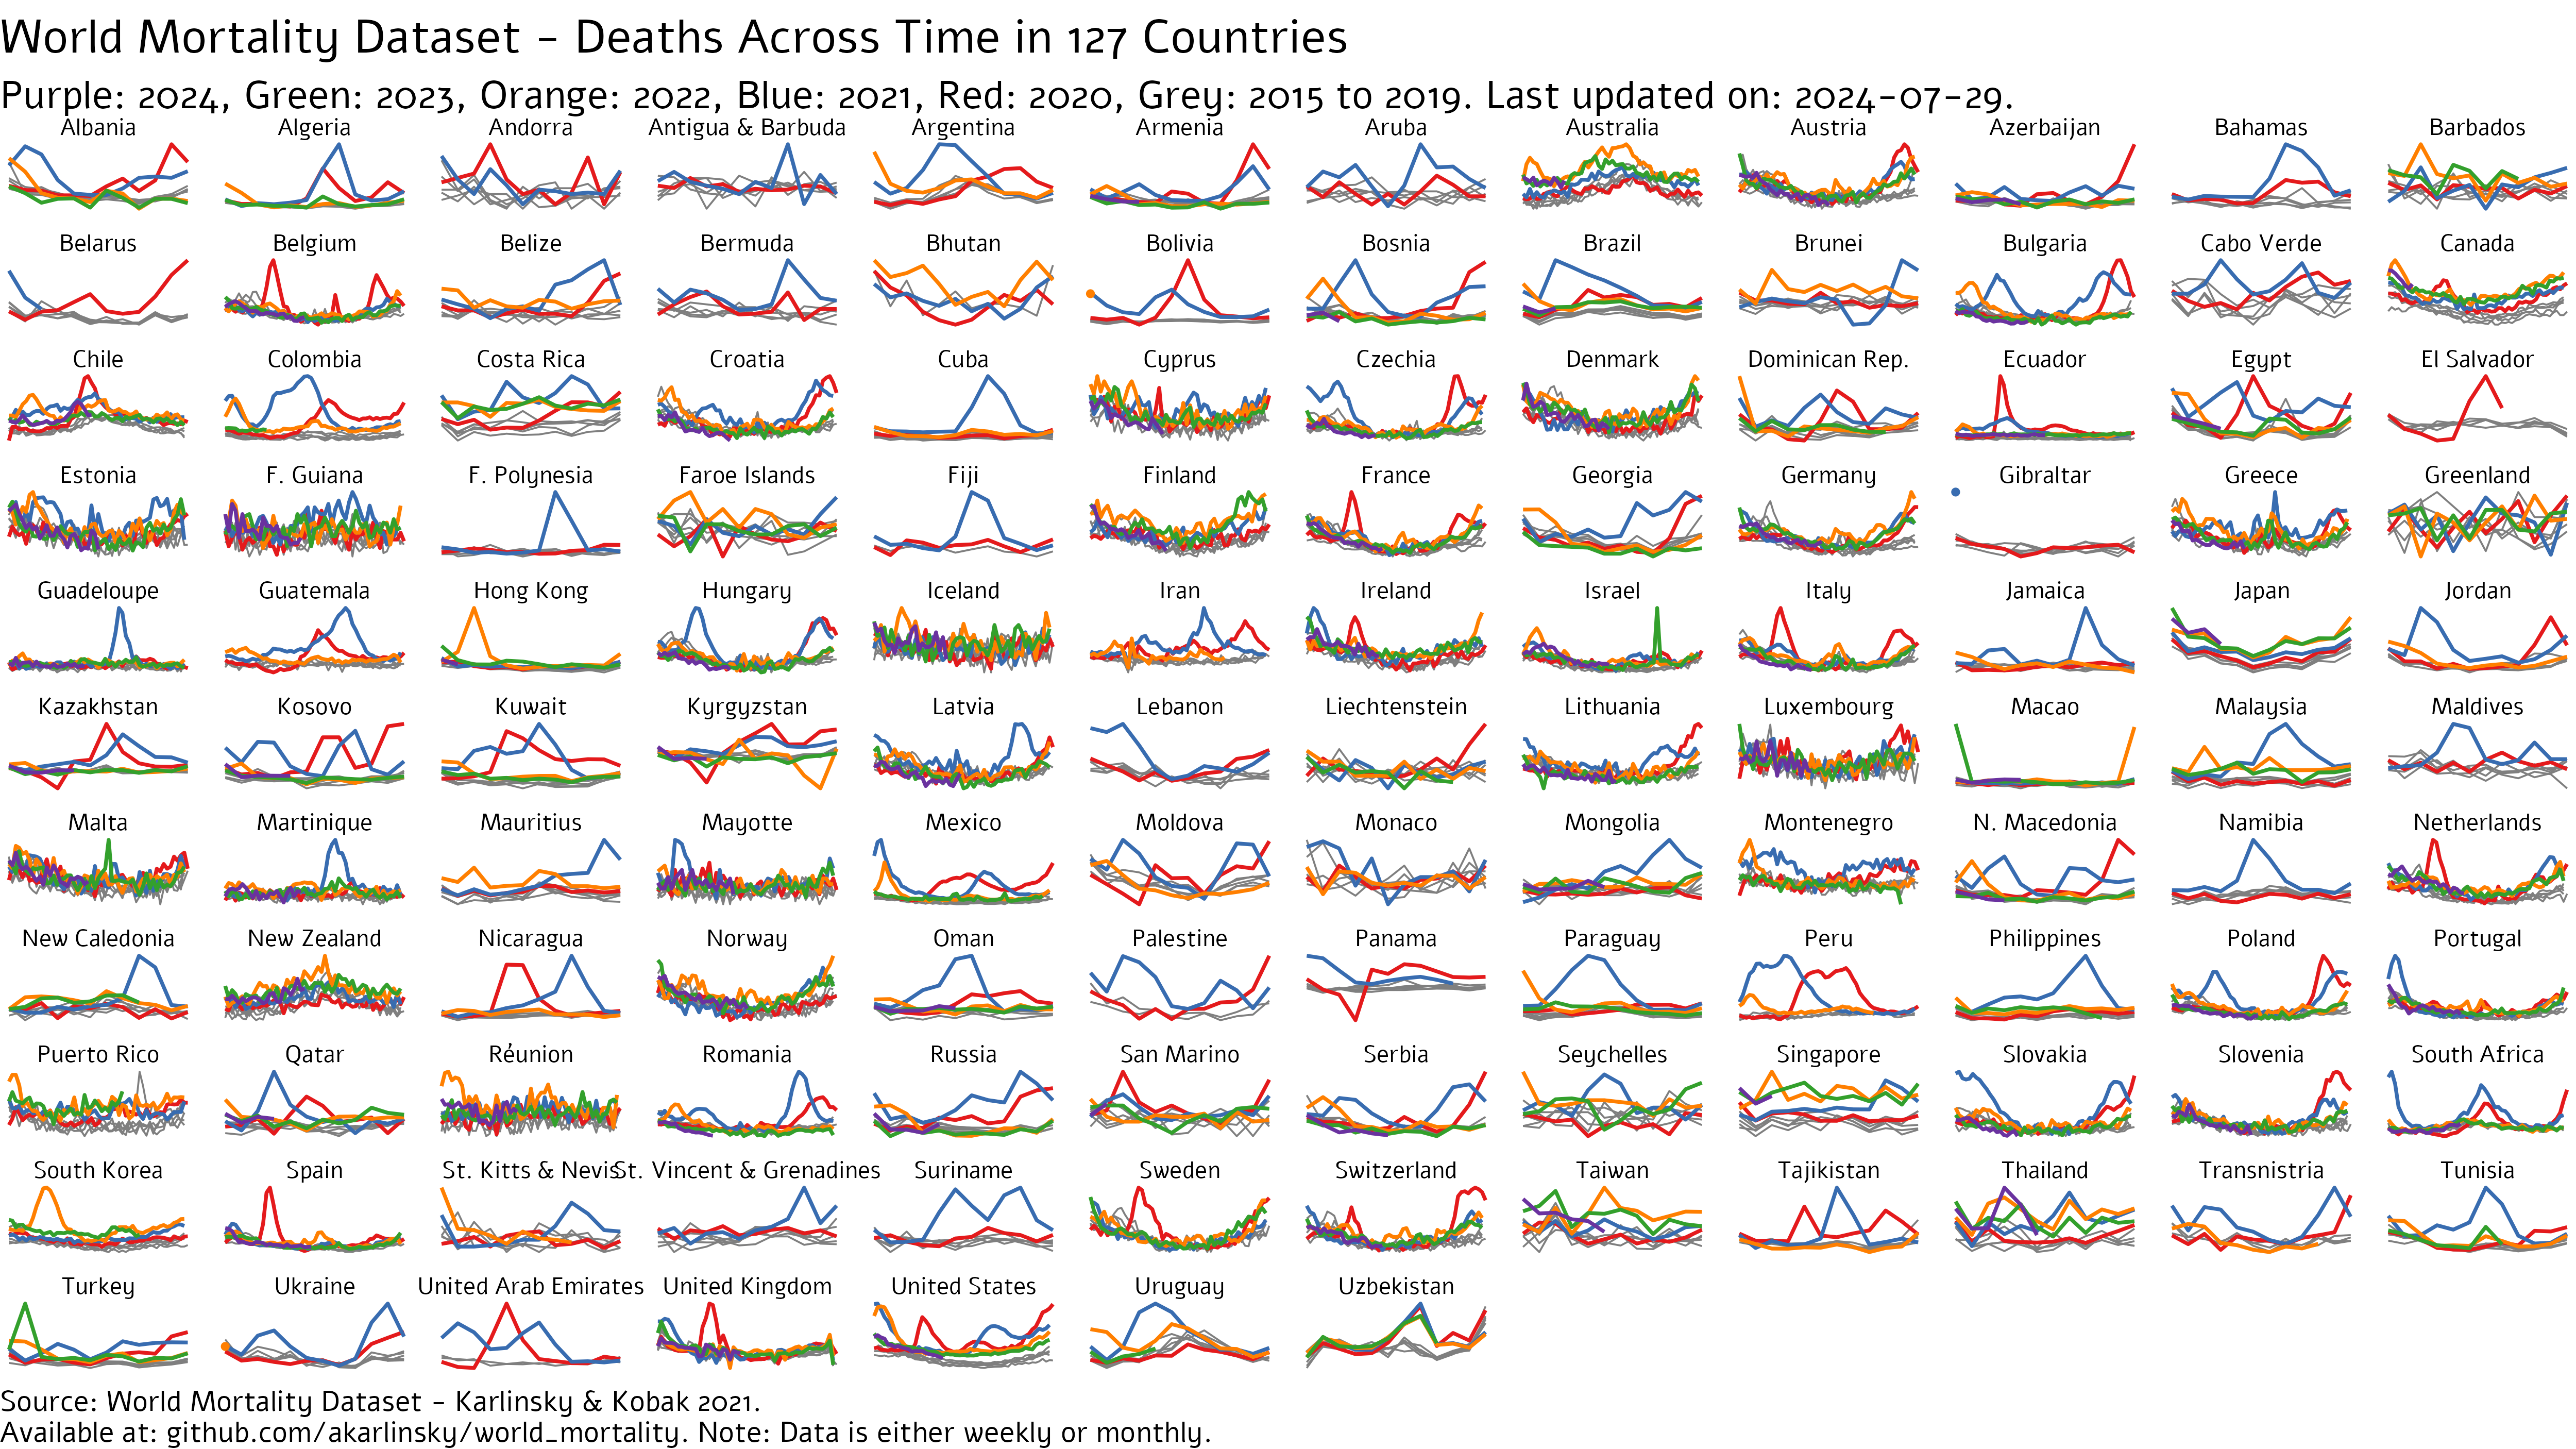 World Mortality Dataset - Deaths Across Time in 127 Countries
Purple: 2024, Green: 2023, Orange: 2022, Blue: 2021, Red: 2020, Grey: 2015 to 2019. Last updated on: 2024-07-29.
Albania Algeria Andorra Antigua & Barbuda Argentina Armenia Aruba Australia Austria Azerbaijan Bahamas Barbados
Belarus Belgium Belize Bermuda Bhutan Bolivia Bosnia Brazil Brunei Bulgaria Cabo Verde Canada
Chile Colombia Costa Rica Croatia Cuba Cyprus Czechia Denmark Dominican Rep. Ecuador Egypt El Salvador
Estonia F. Guiana F. Polynesia Faroe Islands Fiji Finland France Georgia Germany Gibraltar Greece Greenland
Guadeloupe Guatemala Hong Kong Hungary Iceland Iran Ireland Israel Italy Jamaica Japan Jordan
Kazakhstan Kosovo Kuwait Kyrgyzstan Latvia Lebanon Liechtenstein Lithuania Luxembourg Macao Malaysia Maldives
Malta Martinique Mauritius Mayotte Mexico Moldova Monaco Mongolia Montenegro N. Macedonia Namibia Netherlands
New Caledonia New Zealand Nicaragua Norway Oman Palestine Panama Paraguay Peru Philippines Poland Portugal
Puerto Rico Qatar Réunion Romania Russia San Marino Serbia Seychelles Singapore Slovakia Slovenia South Africa
South Korea Spain St. Kitts & Nevis St. Vincent & Grenadines Suriname Sweden Switzerland Taiwan Tajikistan Thailand Transnistria Tunisia
Turkey Ukraine United Arab Emirates United Kingdom United States Uruguay Uzbekistan
Source: World Mortality Dataset - Karlinsky & Kobak 2021.
Available at: github.com/akarlinsky/world_mortality. Note: Data is either weekly or monthly.